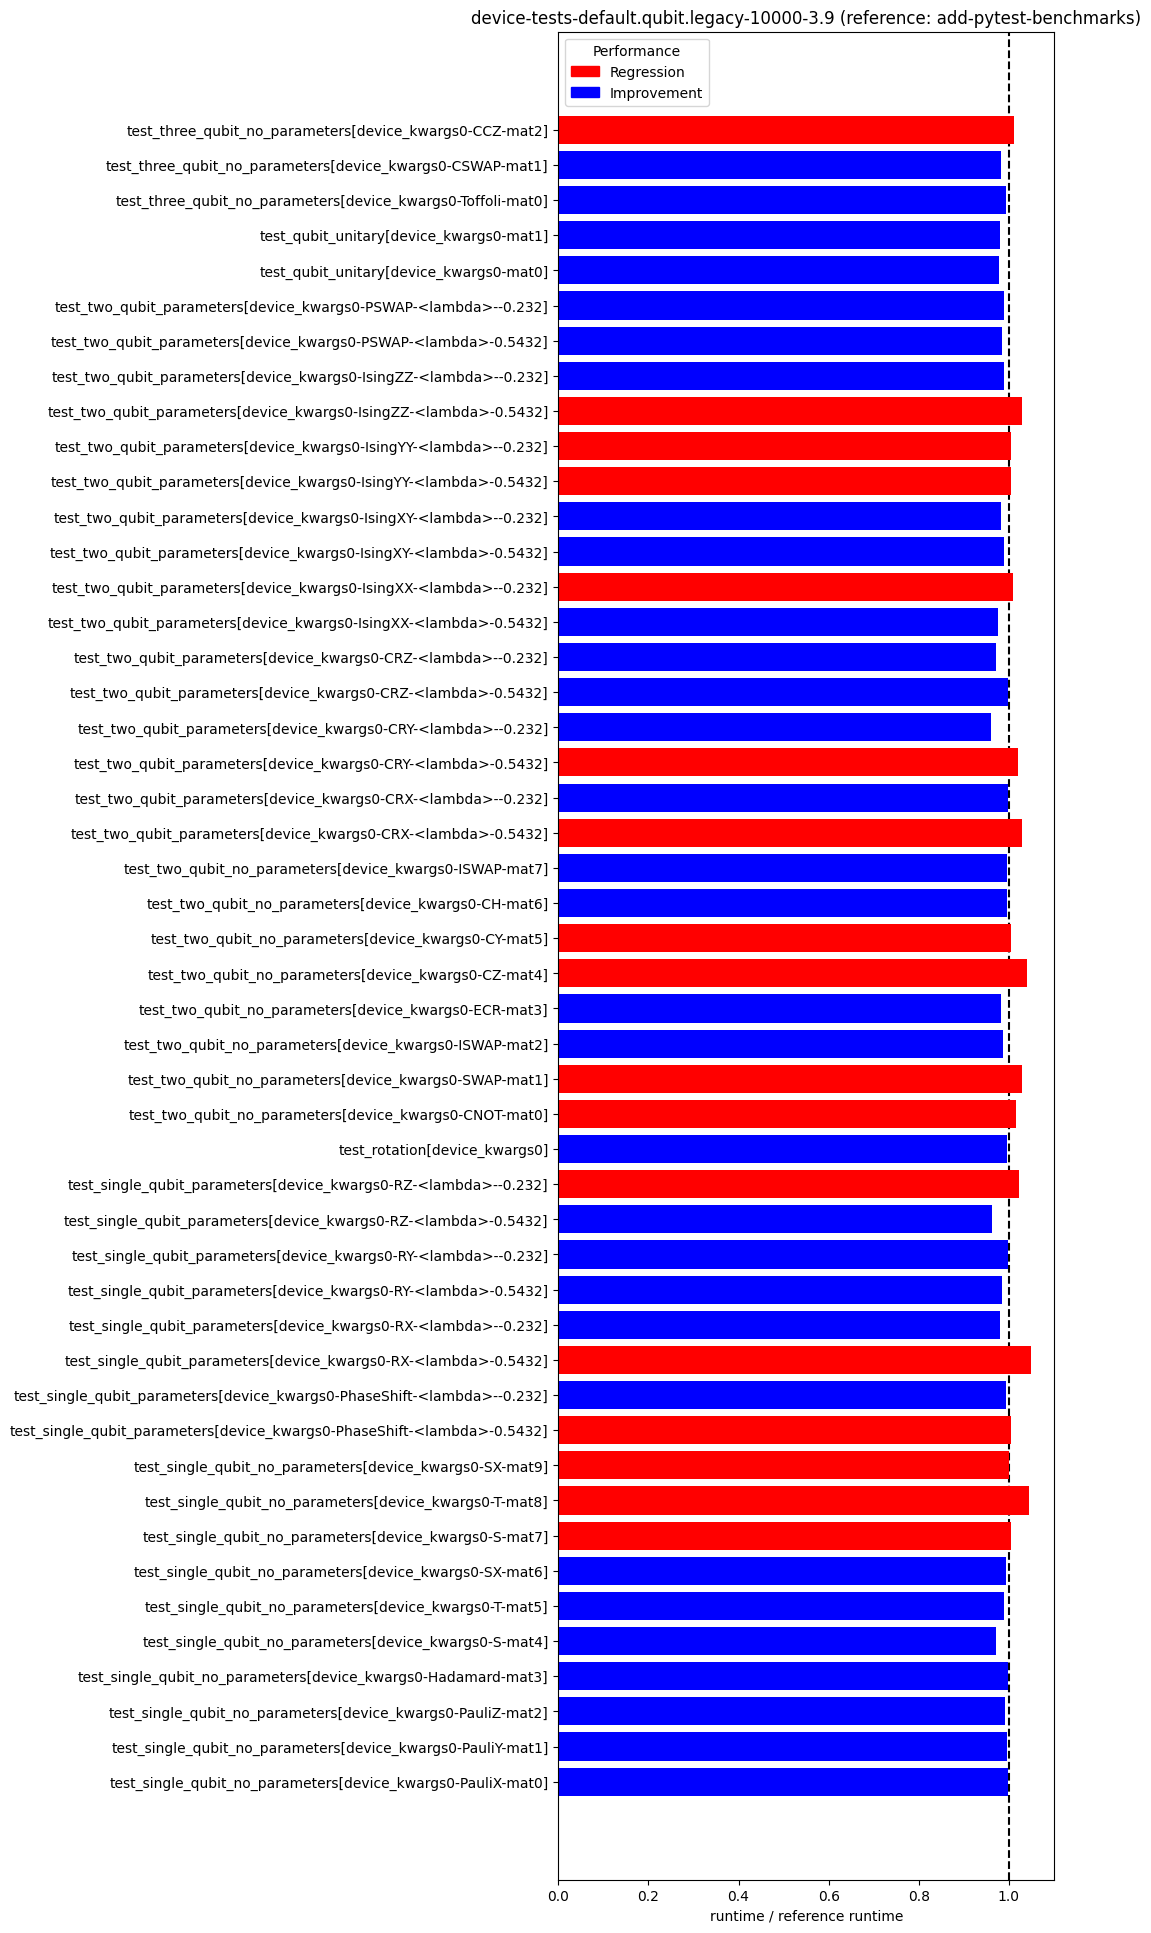 device-tests-default.qubit.legacy-10000-3.9 (reference: add-pytest-benchmarks)
Performance
Regression
Improvement
test_three_qubit_no_parameters[device_kwargs0-CCZ-mat2]
test_three_qubit_no_parameters[device_kwargs0-CSWAP-mat1]
test_three_qubit_no_parameters[device_kwargs0-Toffoli-mat0]
test_qubit_unitary[device_kwargs0-mat1]
test_qubit_unitary[device_kwargs0-mat0]
test_two_qubit_parameters[device_kwargs0-PSWAP-<lambda>--0.232]
test_two_qubit_parameters[device_kwargs0-PSWAP-<lambda>-0.5432]
test_two_qubit_parameters[device_kwargs0-IsingZZ-<lambda>--0.232]
test_two_qubit_parameters[device_kwargs0-IsingZZ-<lambda>-0.5432]
test_two_qubit_parameters[device_kwargs0-IsingYY-<lambda>--0.232]
test_two_qubit_parameters[device_kwargs0-IsingYY-<lambda>-0.5432]
test_two_qubit_parameters[device_kwargs0-IsingXY-<lambda>--0.232]
test_two_qubit_parameters[device_kwargs0-IsingXY-<lambda>-0.5432]
test_two_qubit_parameters[device_kwargs0-IsingXX-<lambda>--0.232]
test_two_qubit_parameters[device_kwargs0-IsingXX-<lambda>-0.5432]
test_two_qubit_parameters[device_kwargs0-CRZ-<lambda>--0.232]
test_two_qubit_parameters[device_kwargs0-CRZ-<lambda>-0.5432]
test_two_qubit_parameters[device_kwargs0-CRY-<lambda>--0.232]
test_two_qubit_parameters[device_kwargs0-CRY-<lambda>-0.5432]
test_two_qubit_parameters[device_kwargs0-CRX-<lambda>--0.232]
test_two_qubit_parameters[device_kwargs0-CRX-<lambda>-0.5432]
test_two_qubit_no_parameters[device_kwargs0-ISWAP-mat7]
test_two_qubit_no_parameters[device_kwargs0-CH-mat6]
test_two_qubit_no_parameters[device_kwargs0-CY-mat5]
test_two_qubit_no_parameters[device_kwargs0-CZ-mat4]
test_two_qubit_no_parameters[device_kwargs0-ECR-mat3]
test_two_qubit_no_parameters[device_kwargs0-ISWAP-mat2]
test_two_qubit_no_parameters[device_kwargs0-SWAP-mat1]
test_two_qubit_no_parameters[device_kwargs0-CNOT-mat0]
test_rotation[device_kwargs0]
test_single_qubit_parameters[device_kwargs0-RZ-<lambda>--0.232]
test_single_qubit_parameters[device_kwargs0-RZ-<lambda>-0.5432]
test_single_qubit_parameters[device_kwargs0-RY-<lambda>--0.232]
test_single_qubit_parameters[device_kwargs0-RY-<lambda>-0.5432]
test_single_qubit_parameters[device_kwargs0-RX-<lambda>--0.232]
test_single_qubit_parameters[device_kwargs0-RX-<lambda>-0.5432]
test_single_qubit_parameters[device_kwargs0-PhaseShift-<lambda>--0.232]
test_single_qubit_parameters[device_kwargs0-PhaseShift-<lambda>-0.5432]
test_single_qubit_no_parameters[device_kwargs0-SX-mat9]
test_single_qubit_no_parameters[device_kwargs0-T-mat8]
test_single_qubit_no_parameters[device_kwargs0-S-mat7]
test_single_qubit_no_parameters[device_kwargs0-SX-mat6]
test_single_qubit_no_parameters[device_kwargs0-T-mat5]
test_single_qubit_no_parameters[device_kwargs0-S-mat4]
test_single_qubit_no_parameters[device_kwargs0-Hadamard-mat3]
test_single_qubit_no_parameters[device_kwargs0-PauliZ-mat2]
test_single_qubit_no_parameters[device_kwargs0-PauliY-mat1]
test_single_qubit_no_parameters[device_kwargs0-PauliX-mat0]
0.0 0.2 0.4 0.6 0.8 1.0
runtime / reference runtime